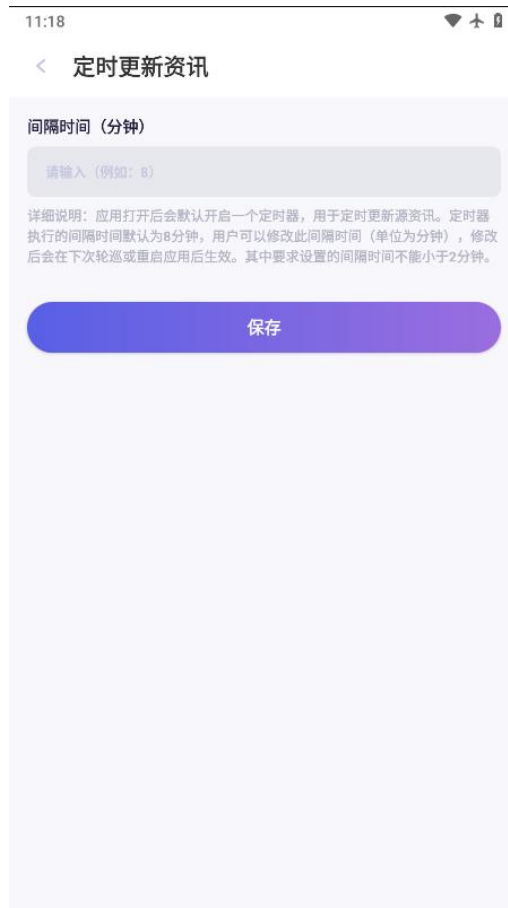 11:18
定时更新资讯
间隔时间（分钟）
请输入（例如：8）
详细说明：应用打开后会默认开启一个定时器，用于定时更新源资讯。定时器
执行的间隔时间默认为8分钟，用户可以修改此间隔时间（单位为分钟），修改
后会在下次轮巡或重启应用后生效。其中要求设置的间隔时间不能小于2分钟。
保存